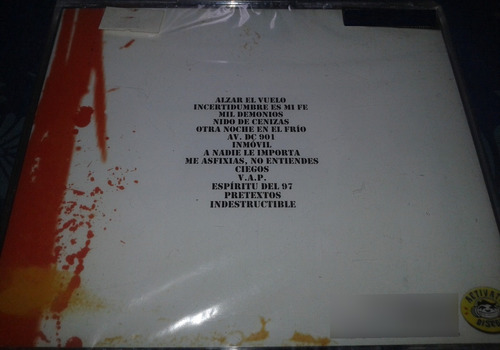 ALZAR EL VUELO
INCERTIDUMBRE ES MI FE
MIL DEMONIOS
NIDO DE CENIZAS
OTRA NOCHE EN EL FRÍO
AV. DC 901
INMÓVIL
A NADIE LE IMPORTA
ME ASFIXIAS, NO ENTIENDES
CIEGOS
V.A.P.
ESPÍRITU DEL 97
PRETEXTOS
INDESTRUCTIBLE